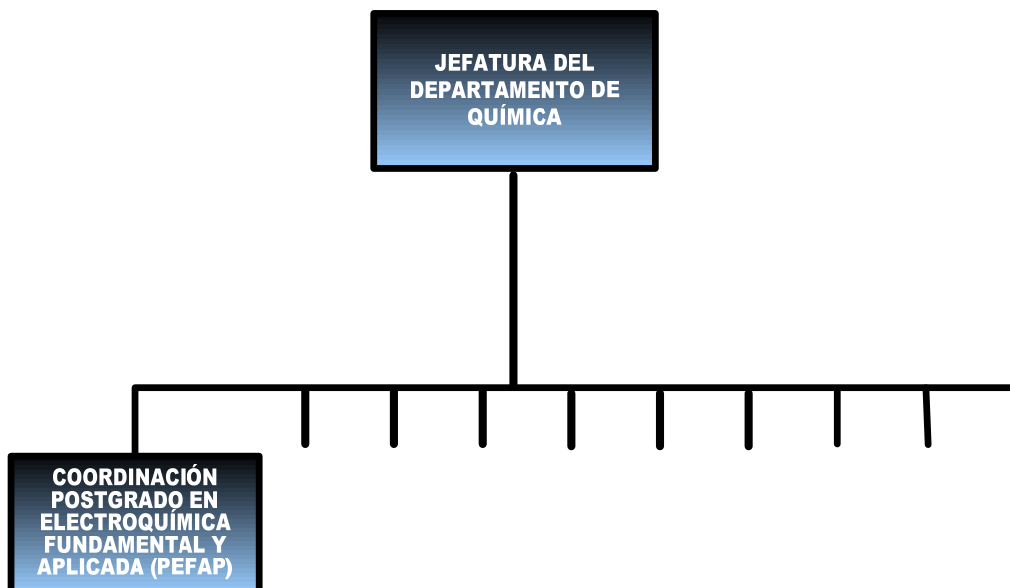 JEFATURA DEL
DEPARTAMENTO DE
QUÍMICA
COORDINACIÓN
POSTGRADO EN
ELECTROQUÍMICA
FUNDAMENTAL Y
APLICADA (PEFAP)